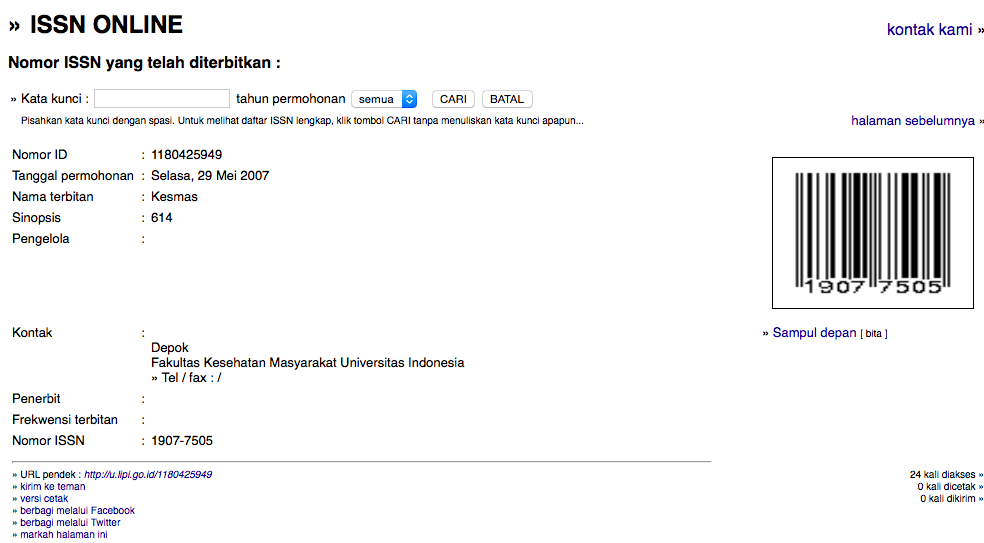 » ISSN ONLINE
kontak kami »
Nomor ISSN yang telah diterbitkan :
» Kata kunci : tahun permohonan semua CARI BATAL
Pisahkan kata kunci dengan spasi. Untuk melihat daftar ISSN lengkap, klik tombol CARI tanpa menuliskan kata kunci apapun...
halaman sebelumnya »
Nomor ID : 1180425949
Tanggal permohonan : Selasa, 29 Mei 2007
Nama terbitan : Kesmas
Sinopsis : 614
Pengelola :
1907 7505
Kontak :
» Sampul depan [ bita ]
Depok
Fakultas Kesehatan Masyarakat Universitas Indonesia
» Tel / fax : /
Penerbit :
Frekwensi terbitan :
Nomor ISSN : 1907-7505
» URL pendek : http://u.lipi.go.id/1180425949
» kirim ke teman
» versi cetak
» berbagi melalui Facebook
» berbagi melalui Twitter
» markah halaman ini
24 kali diakses »
0 kali dicetak »
0 kali dikirim »